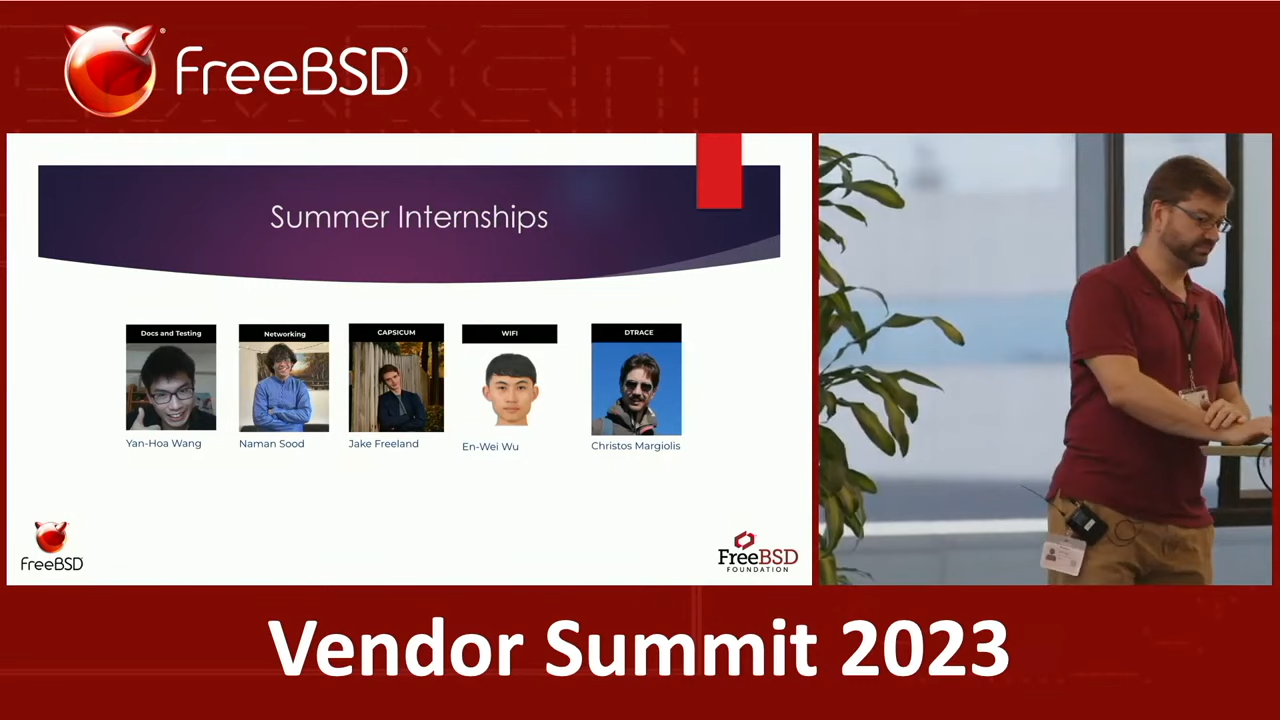 FreeBSD®
Summer Internships
Docs and Testing
Networking
CAPSICUM
WIFI
DTRACE
Yan-Hoa Wang
Naman Sood
Jake Freeland
En-Wei Wu
Christos Margiolis
FreeBSD
FreeBSD
FOUNDATION
Vendor Summit 2023